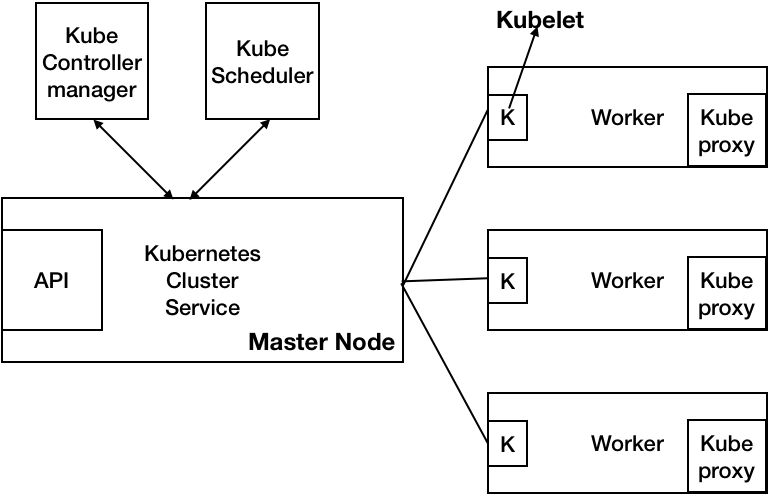 Kube
Controller
manager
Kube
Scheduler
Kubelet
K
Worker
Kube
proxy
API
Kubernetes
Cluster
Service
Master Node
K
Worker
Kube
proxy
K
Worker
Kube
proxy